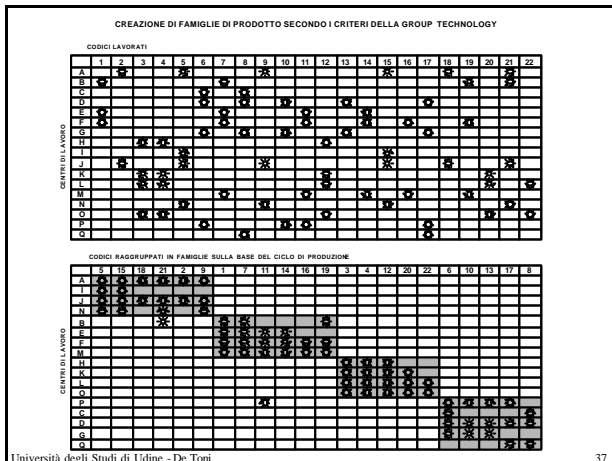 CREAZIONE DI FAMIGLIE DI PRODOTTO SECONDO I CRITERI DELLA GROUP TECHNOLOGY
CODICI LAVORATI
1 2 3 4 5 6 7 8 9 10 11 12 13 14 15 16 17 18 19 20 21 22
CENTRI DI LAVORO
A
B
C
D
E
F
G
H
I
J
K
L
M
N
O
P
Q
CODICI RAGGRUPPATI IN FAMIGLIE SULLA BASE DEL CICLO DI PRODUZIONE
5 15 18 21 2 9 1 7 11 14 16 19 3 4 12 20 22 6 10 13 17 8
CENTRI DI LAVORO
A
I
J
N
B
E
F
M
H
K
L
O
P
C
D
G
Q
Università degli Studi di Udine - De Toni
37